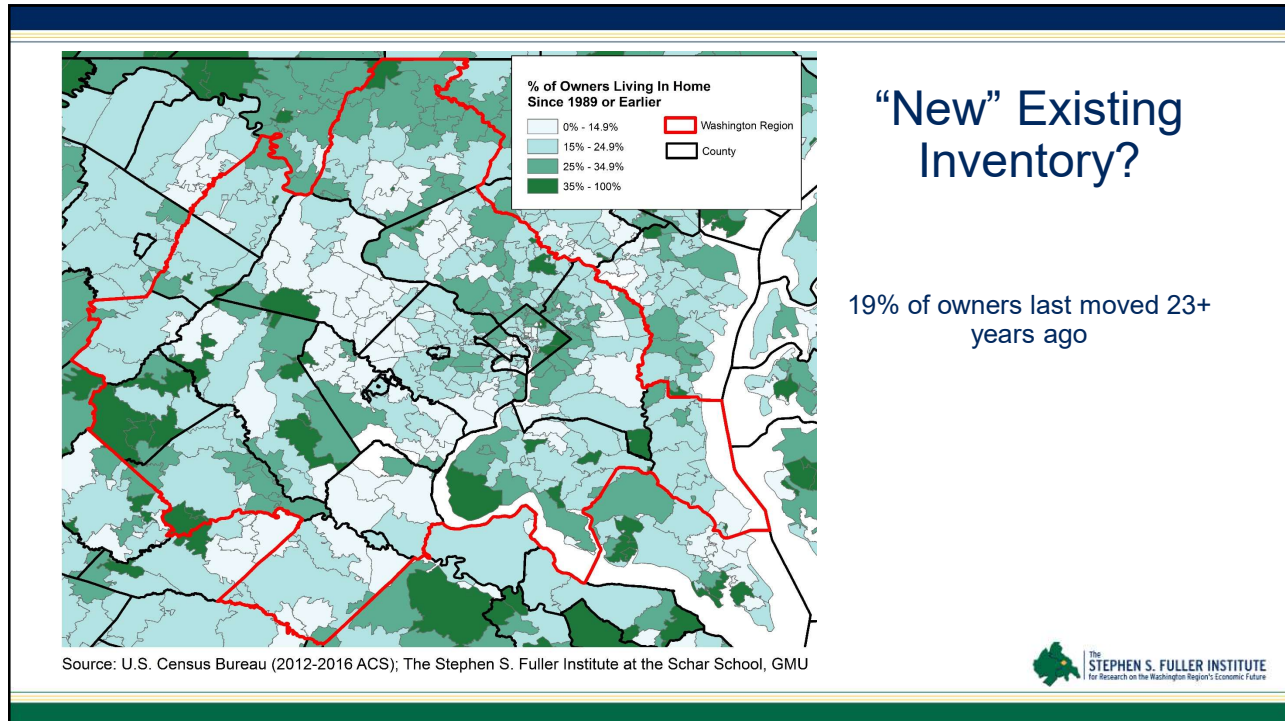 % of Owners Living In Home
Since 1989 or Earlier
0% - 14.9%
15% - 24.9%
25% - 34.9%
35% - 100%
Washington Region
County
“New” Existing
Inventory?
19% of owners last moved 23+
years ago
Source: U.S. Census Bureau (2012-2016 ACS); The Stephen S. Fuller Institute at the Schar School, GMU
The
STEPHEN S. FULLER INSTITUTE
for Research on the Washington Region's Economic Future